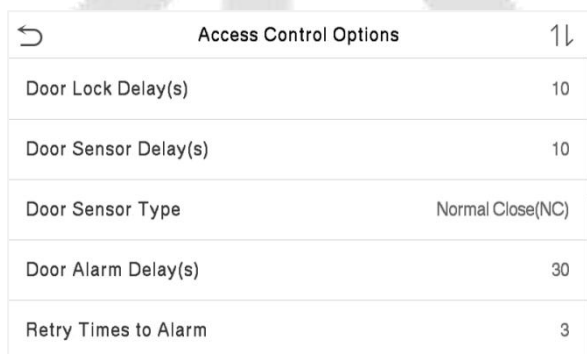 Access Control Options
Door Lock Delay(s) 10
Door Sensor Delay(s) 10
Door Sensor Type Normal Close(NC)
Door Alarm Delay(s) 30
Retry Times to Alarm 3